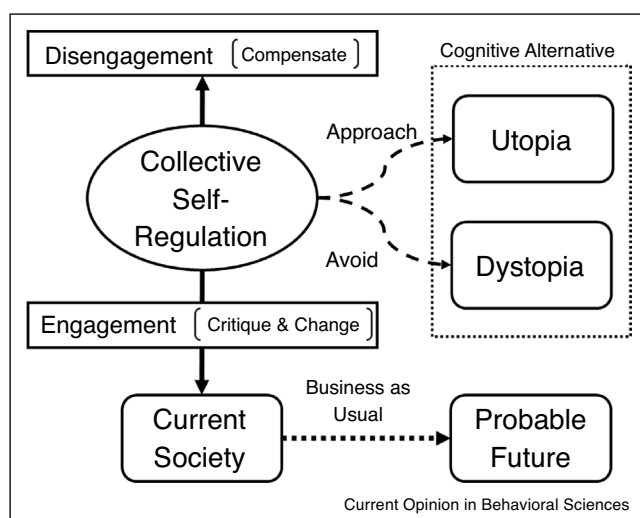 Disengagement [Compensate]
Cognitive Alternative
Collective
Self-
Regulation
Approach
Utopia
Avoid
Dystopia
Engagement [Critique & Change]
Current
Society
Business as
Usual
Probable
Future
Current Opinion in Behavioral Sciences